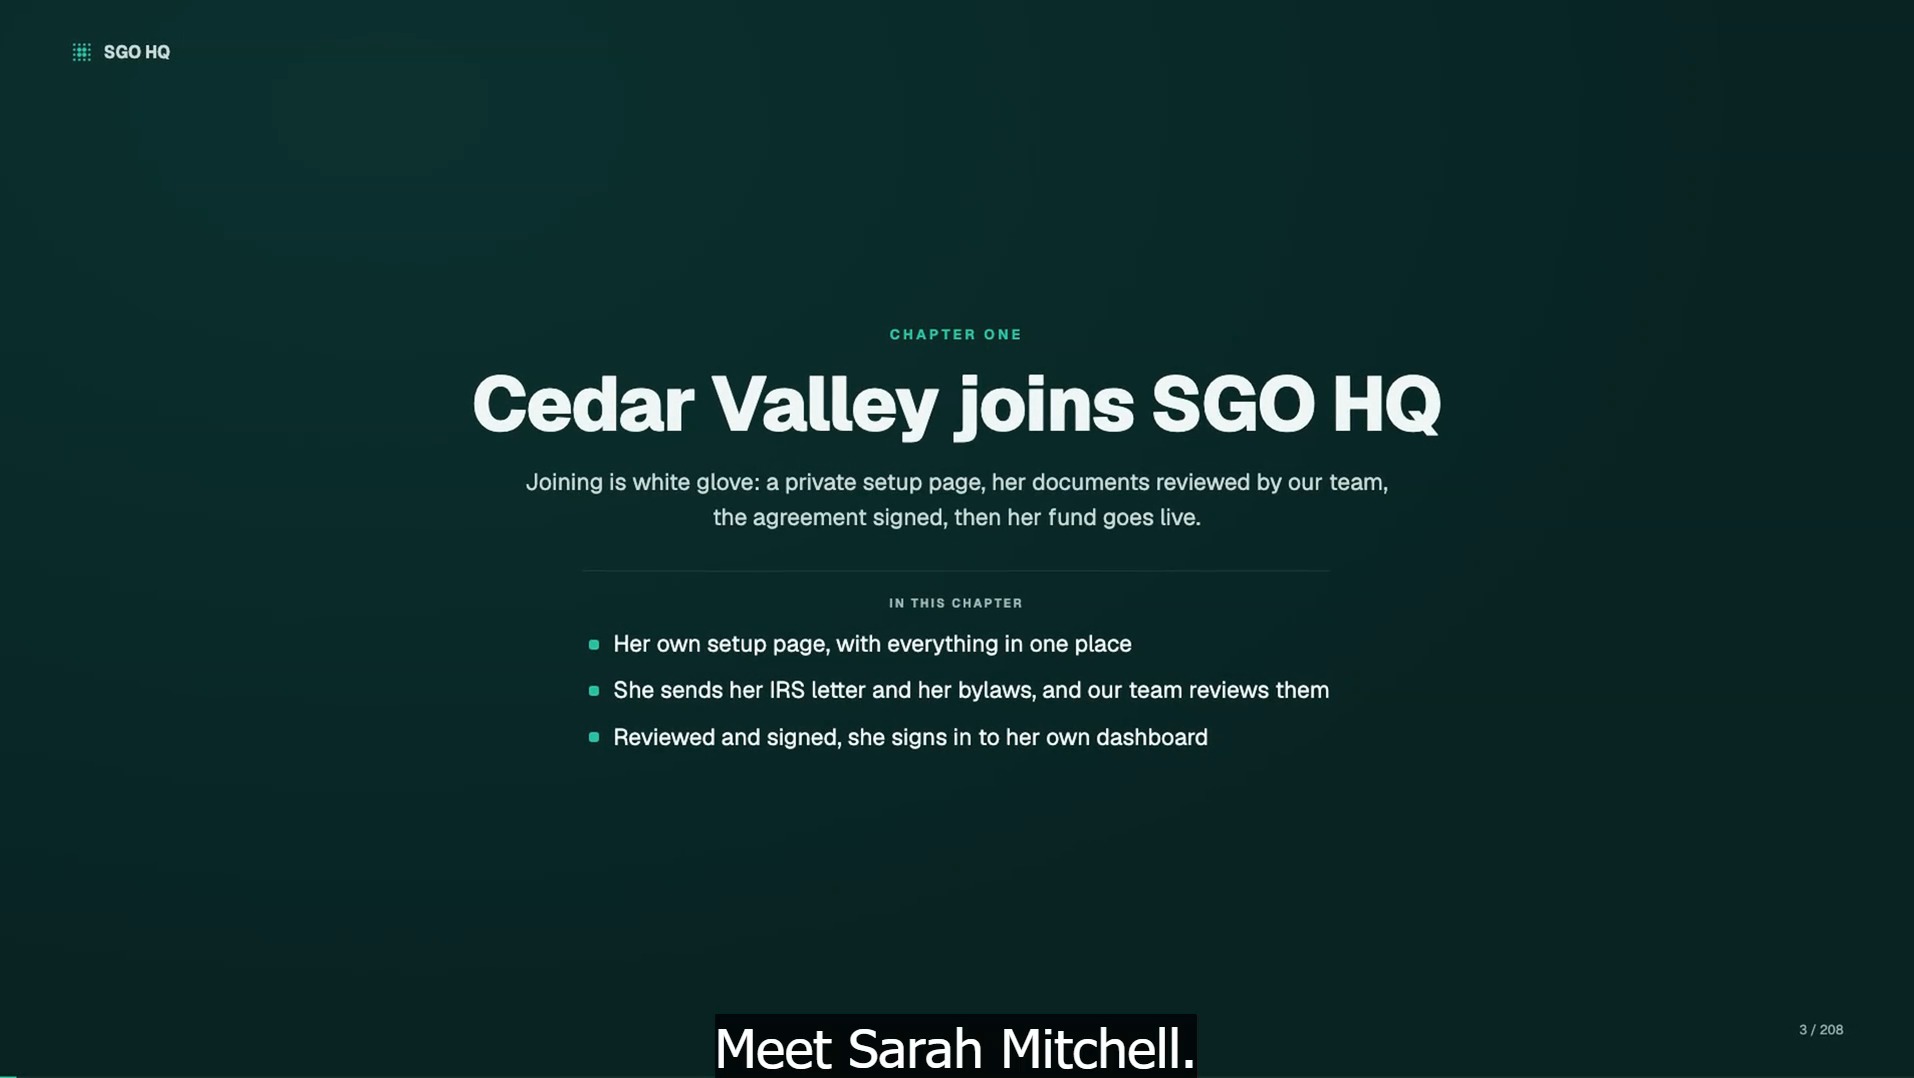 SGO HQ
CHAPTER ONE
Cedar Valley joins SGO HQ
Joining is white glove: a private setup page, her documents reviewed by our team,
the agreement signed, then her fund goes live.
IN THIS CHAPTER
Her own setup page, with everything in one place
She sends her IRS letter and her bylaws, and our team reviews them
Reviewed and signed, she signs in to her own dashboard
3 / 208
Meet Sarah Mitchell.